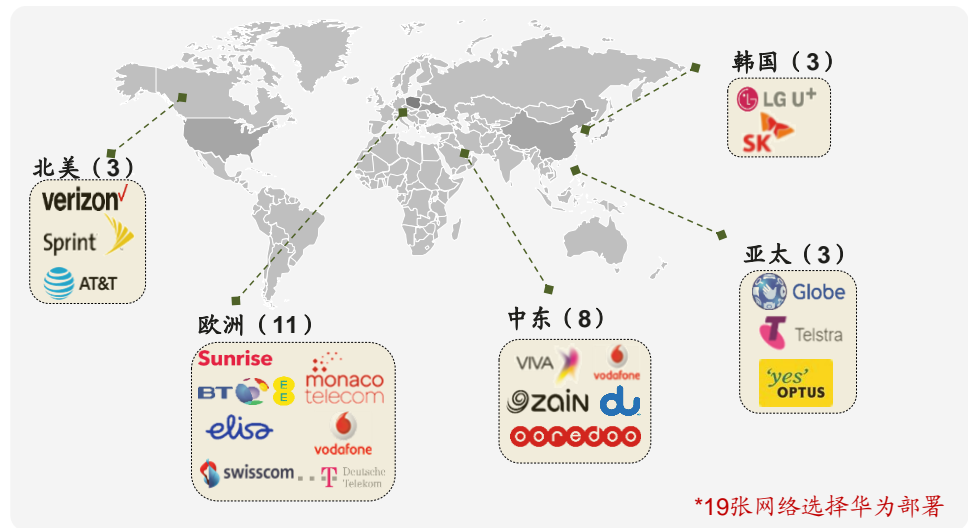 韩国（3）
LG U+
SK
北美（3）
verizon✓
Sprint
AT&T
亚太（3）
Globe
Telstra
'yes'
OPTUS
欧洲（11）
Sunrise
monaco
telecom
BT EE
elisa
vodafone
swisscom ... T Deutsche
Telekom
中东（8）
VIVA
vodafone
zain du
ooredoo
*19张网络选择华为部署